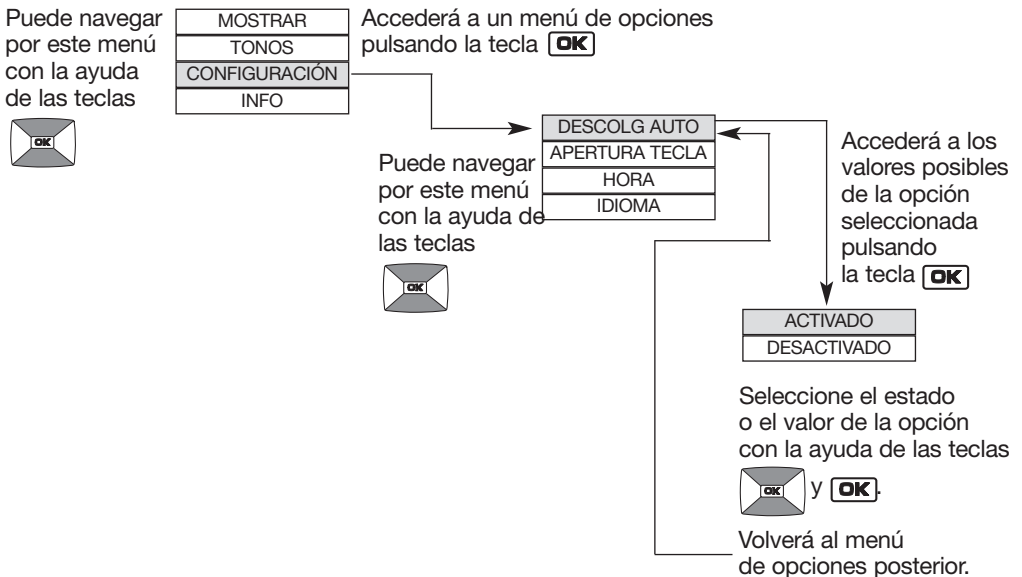 Puede navegar
por este menú
con la ayuda
de las teclas
OK
MOSTRAR
TONOS
CONFIGURACIÓN
INFO
Accederá a un menú de opciones
pulsando la tecla OK
Puede navegar
por este menú
con la ayuda de
las teclas
OK
DESCOLG AUTO
APERTURA TECLA
HORA
IDIOMA
Accederá a los
valores posibles
de la opción
seleccionada
pulsando
la tecla OK
ACTIVADO
DESACTIVADO
Seleccione el estado
o el valor de la opción
con la ayuda de las teclas
OK y OK.
Volverá al menú
de opciones posterior.